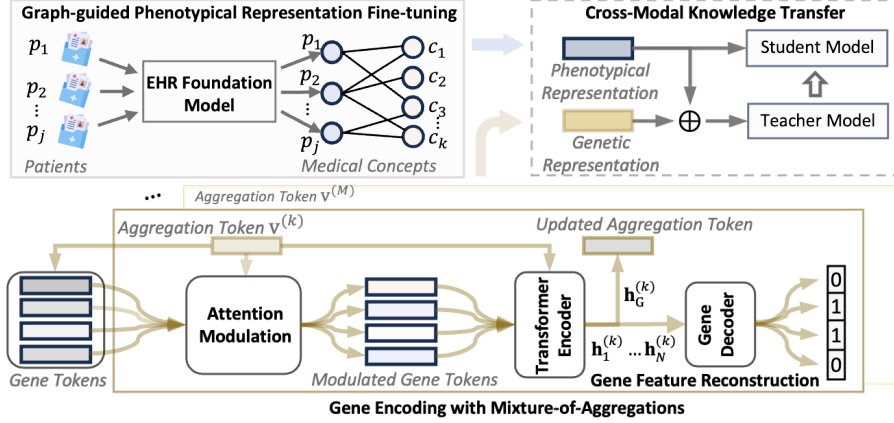 Graph-guided Phenotypical Representation Fine-tuning
p₁
p₂
⋮
pⱼ
Patients
EHR Foundation
Model
p₁
p₂
⋮
pⱼ
c₁
c₂
c₃
⋮
cₖ
Medical Concepts
Cross-Modal Knowledge Transfer
Phenotypical
Representation
Genetic
Representation
Student Model
Teacher Model
...
Aggregation Token v^(M)
Aggregation Token v^(k)
Updated Aggregation Token
Gene Tokens
Attention
Modulation
Modulated Gene Tokens
Transformer
Encoder
h_G^(k)
h_1^(k) ... h_N^(k)
Gene
Decoder
0
1
1
0
Gene Feature Reconstruction
Gene Encoding with Mixture-of-Aggregations